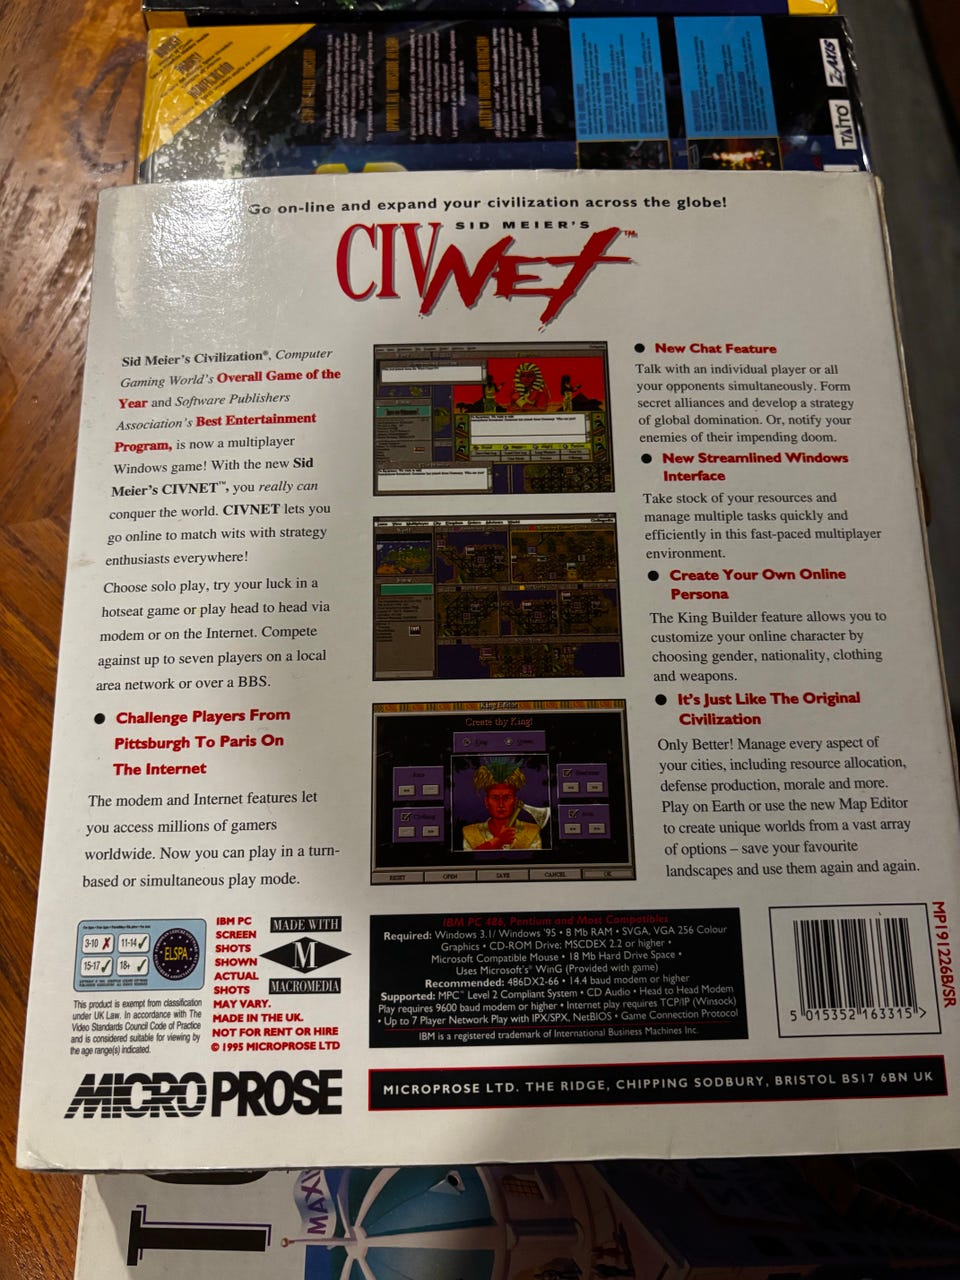 TAITO
Z-AXIS
Go on-line and expand your civilization across the globe!
SID MEIER'S
CIVNET™
Sid Meier's Civilization®, Computer
Gaming World's Overall Game of the
Year and Software Publishers
Association's Best Entertainment
Program, is now a multiplayer
Windows game! With the new Sid
Meier's CIVNET™, you really can
conquer the world. CIVNET lets you
go online to match wits with strategy
enthusiasts everywhere!
Choose solo play, try your luck in a
hotseat game or play head to head via
modem or on the Internet. Compete
against up to seven players on a local
area network or over a BBS.
● Challenge Players From
Pittsburgh To Paris On
The Internet
The modem and Internet features let
you access millions of gamers
worldwide. Now you can play in a turn-
based or simultaneous play mode.
King Editor
Create thy King!
RESET OPEN SAVE CANCEL OK
● New Chat Feature
Talk with an individual player or all
your opponents simultaneously. Form
secret alliances and develop a strategy
of global domination. Or, notify your
enemies of their impending doom.
● New Streamlined Windows
Interface
Take stock of your resources and
manage multiple tasks quickly and
efficiently in this fast-paced multiplayer
environment.
● Create Your Own Online
Persona
The King Builder feature allows you to
customize your online character by
choosing gender, nationality, clothing
and weapons.
● It's Just Like The Original
Civilization
Only Better! Manage every aspect of
your cities, including resource allocation,
defense production, morale and more.
Play on Earth or use the new Map Editor
to create unique worlds from a vast array
of options – save your favourite
landscapes and use them again and again.
3-10 ✗ 11-14 ✓
15-17 ✓ 18+ ✓
ELSPA
This product is exempt from classification
under UK Law. In accordance with The
Video Standards Council Code of Practice
and is considered suitable for viewing by
the age range(s) indicated.
IBM PC
SCREEN
SHOTS
SHOWN
ACTUAL
SHOTS
MAY VARY.
MADE IN THE UK.
NOT FOR RENT OR HIRE
© 1995 MICROPROSE LTD
MADE WITH
M
MACROMEDIA
IBM PC 486, Pentium and Most Compatibles
Required: Windows 3.1/ Windows '95 • 8 Mb RAM • SVGA, VGA 256 Colour
Graphics • CD-ROM Drive: MSCDEX 2.2 or higher •
Microsoft Compatible Mouse • 18 Mb Hard Drive Space •
Uses Microsoft's WinG (Provided with game)
Recommended: 486DX2-66 • 14.4 baud modem or higher
Supported: MPC™ Level 2 Compliant System • CD Audio • Head to Head Modem
Play requires 9600 baud modem or higher • Internet play requires TCP/IP (Winsock)
• Up to 7 Player Network Play with IPX/SPX, NetBIOS • Game Connection Protocol
IBM is a registered trademark of International Business Machines Inc.
5 015352 163315 >
MP191226B/SR
MICROPROSE
MICROPROSE LTD. THE RIDGE, CHIPPING SODBURY, BRISTOL BS17 6BN UK
MAXI